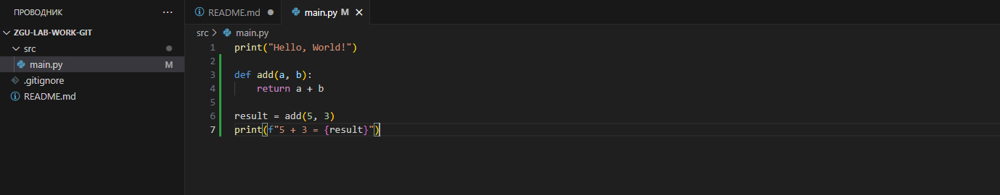 ПРОВОДНИК ···
ZGU-LAB-WORK-GIT
src
main.py M
.gitignore
README.md
README.md
main.py M
src > main.py
1 print("Hello, World!")
2
3 def add(a, b):
4     return a + b
5
6 result = add(5, 3)
7 print(f"5 + 3 = {result}")